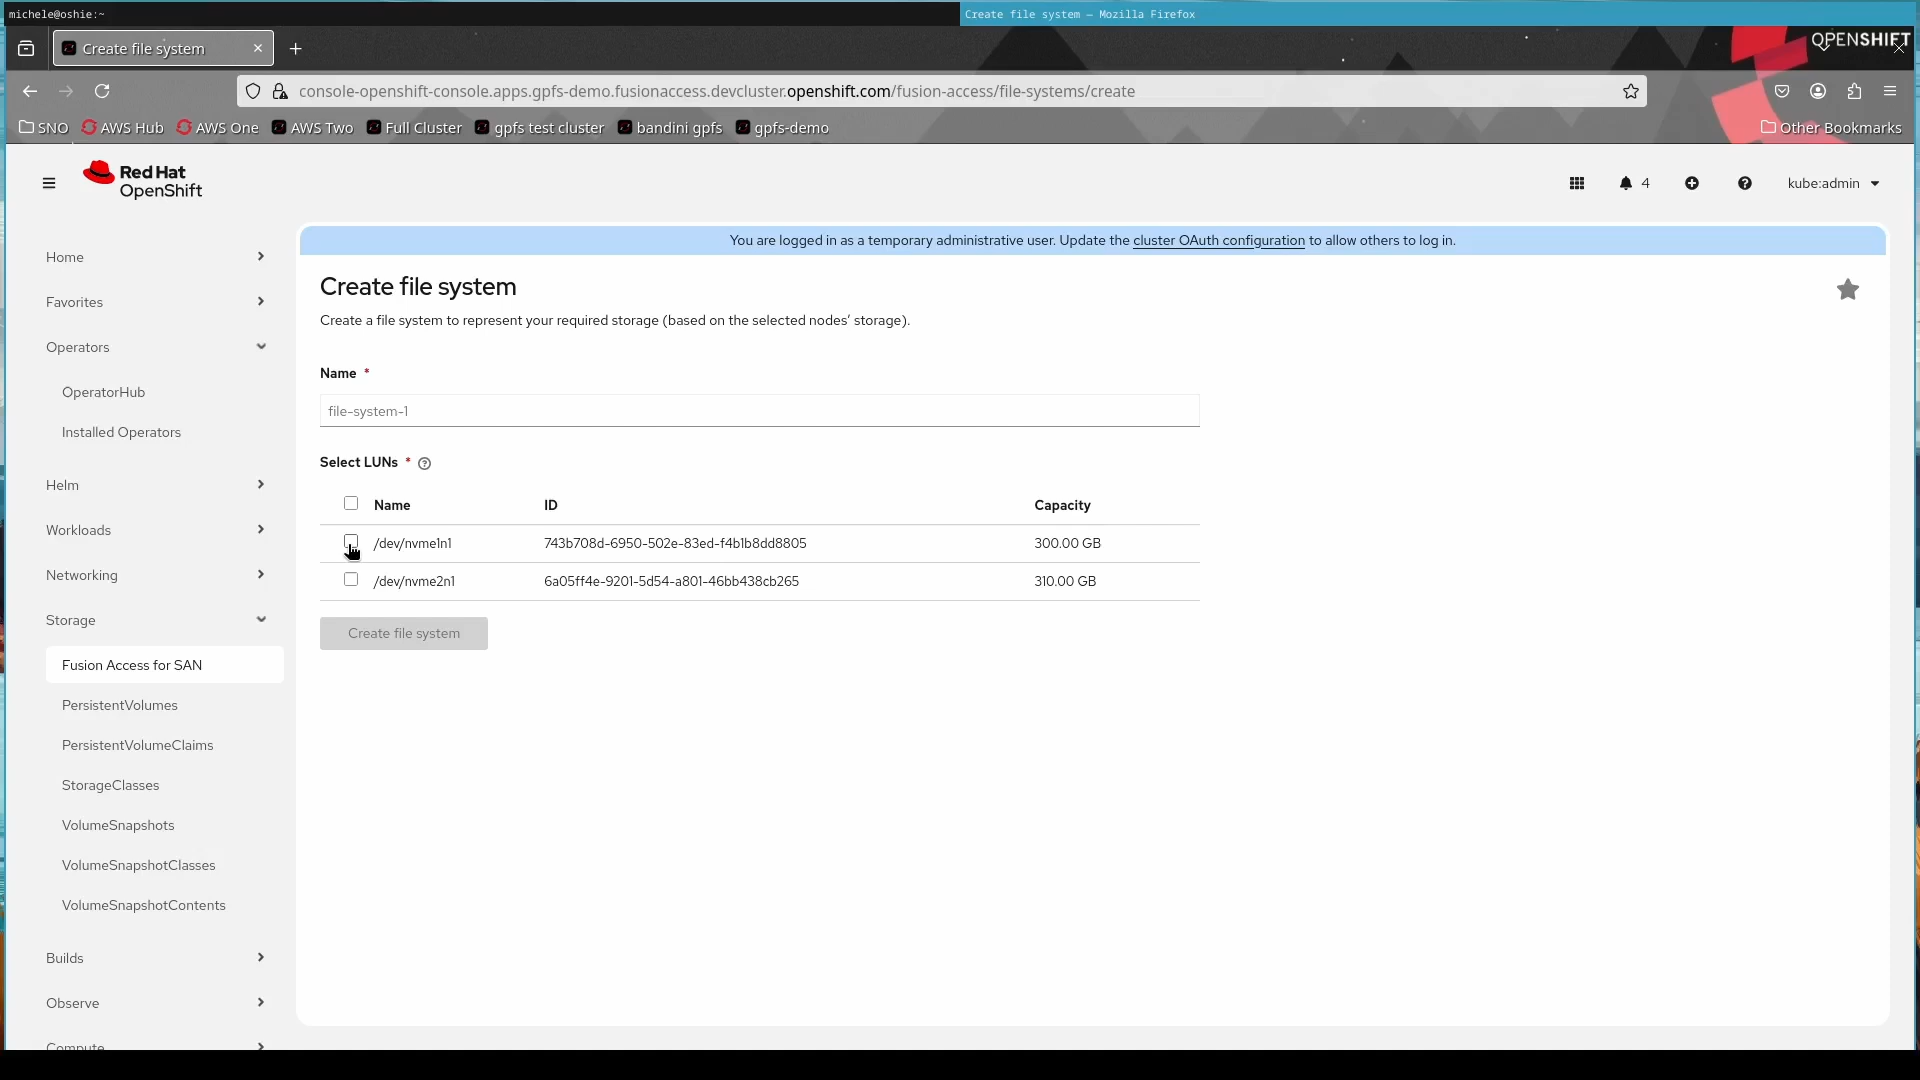 michele@oshie:~
Create file system — Mozilla Firefox
Create file system
OPENSHIFT
console-openshift-console.apps.gpfs-demo.fusionaccess.devcluster.openshift.com/fusion-access/file-systems/create
SNO AWS Hub AWS One AWS Two Full Cluster gpfs test cluster bandini gpfs gpfs-demo Other Bookmarks
Red Hat
OpenShift
4
kube:admin
You are logged in as a temporary administrative user. Update the cluster OAuth configuration to allow others to log in.
Home
Favorites
Operators
OperatorHub
Installed Operators
Helm
Workloads
Networking
Storage
Fusion Access for SAN
PersistentVolumes
PersistentVolumeClaims
StorageClasses
VolumeSnapshots
VolumeSnapshotClasses
VolumeSnapshotContents
Builds
Observe
Compute
Create file system
Create a file system to represent your required storage (based on the selected nodes’ storage).
Name *
file-system-1
Select LUNs *
Name ID Capacity
/dev/nvme1n1 743b708d-6950-502e-83ed-f4b1b8dd8805 300.00 GB
/dev/nvme2n1 6a05ff4e-9201-5d54-a801-46bb438cb265 310.00 GB
Create file system